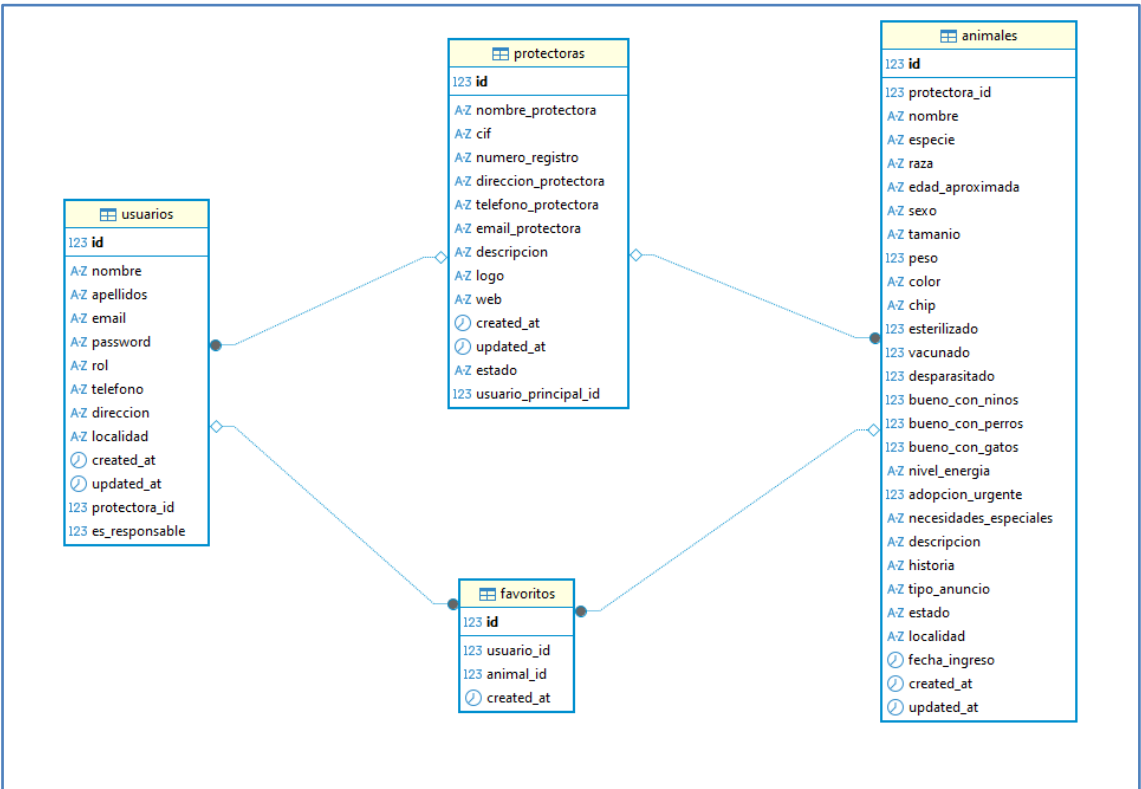 usuarios
123 id
A-Z nombre
A-Z apellidos
A-Z email
A-Z password
A-Z rol
A-Z telefono
A-Z direccion
A-Z localidad
created_at
updated_at
123 protectora_id
123 es_responsable
protectoras
123 id
A-Z nombre_protectora
A-Z cif
A-Z numero_registro
A-Z direccion_protectora
A-Z telefono_protectora
A-Z email_protectora
A-Z descripcion
A-Z logo
A-Z web
created_at
updated_at
A-Z estado
123 usuario_principal_id
favoritos
123 id
123 usuario_id
123 animal_id
created_at
animales
123 id
123 protectora_id
A-Z nombre
A-Z especie
A-Z raza
A-Z edad_aproximada
A-Z sexo
A-Z tamanio
123 peso
A-Z color
A-Z chip
123 esterilizado
123 vacunado
123 desparasitado
123 bueno_con_ninos
123 bueno_con_perros
123 bueno_con_gatos
A-Z nivel_energia
123 adopcion_urgente
A-Z necesidades_especiales
A-Z descripcion
A-Z historia
A-Z tipo_anuncio
A-Z estado
A-Z localidad
fecha_ingreso
created_at
updated_at